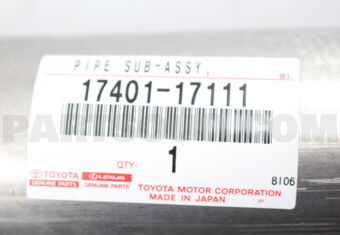 PIPE SUB-ASSY,
BL
17401-17111
QTY:
1
8106
TOYOTA LEXUS
GENUINE PARTS GENUINE PARTS
TOYOTA MOTOR CORPORATION
MADE IN JAPAN